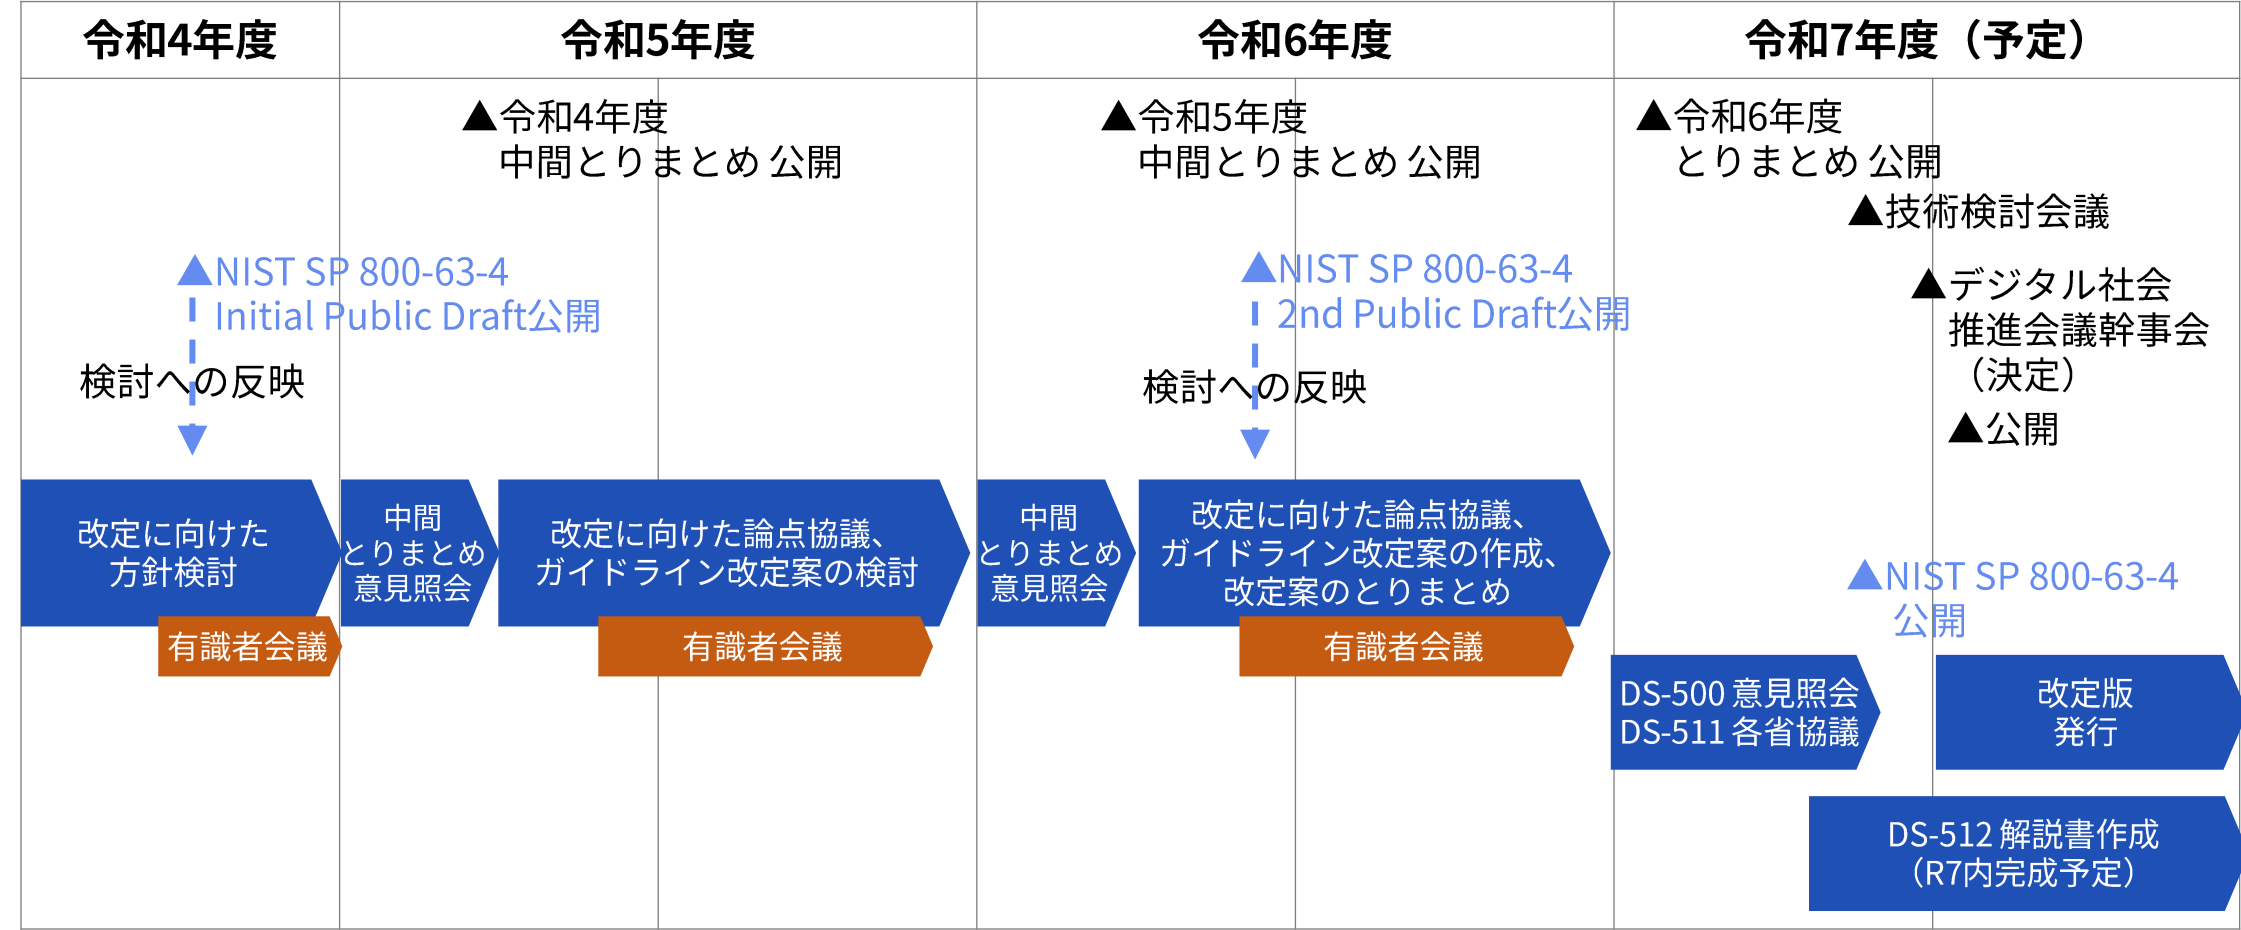 令和4年度
令和5年度
令和6年度
令和7年度（予定）
▲令和4年度
中間とりまとめ 公開
▲令和5年度
中間とりまとめ 公開
▲令和6年度
とりまとめ 公開
▲技術検討会議
▲デジタル社会
推進会議幹事会
（決定）
▲公開
▲NIST SP 800-63-4
Initial Public Draft公開
検討への反映
▲NIST SP 800-63-4
2nd Public Draft公開
検討への反映
改定に向けた
方針検討
有識者会議
中間
とりまとめ
意見照会
改定に向けた論点協議、
ガイドライン改定案の検討
有識者会議
中間
とりまとめ
意見照会
改定に向けた論点協議、
ガイドライン改定案の作成、
改定案のとりまとめ
有識者会議
▲NIST SP 800-63-4
公開
DS-500 意見照会
DS-511 各省協議
改定版
発行
DS-512 解説書作成
（R7内完成予定）